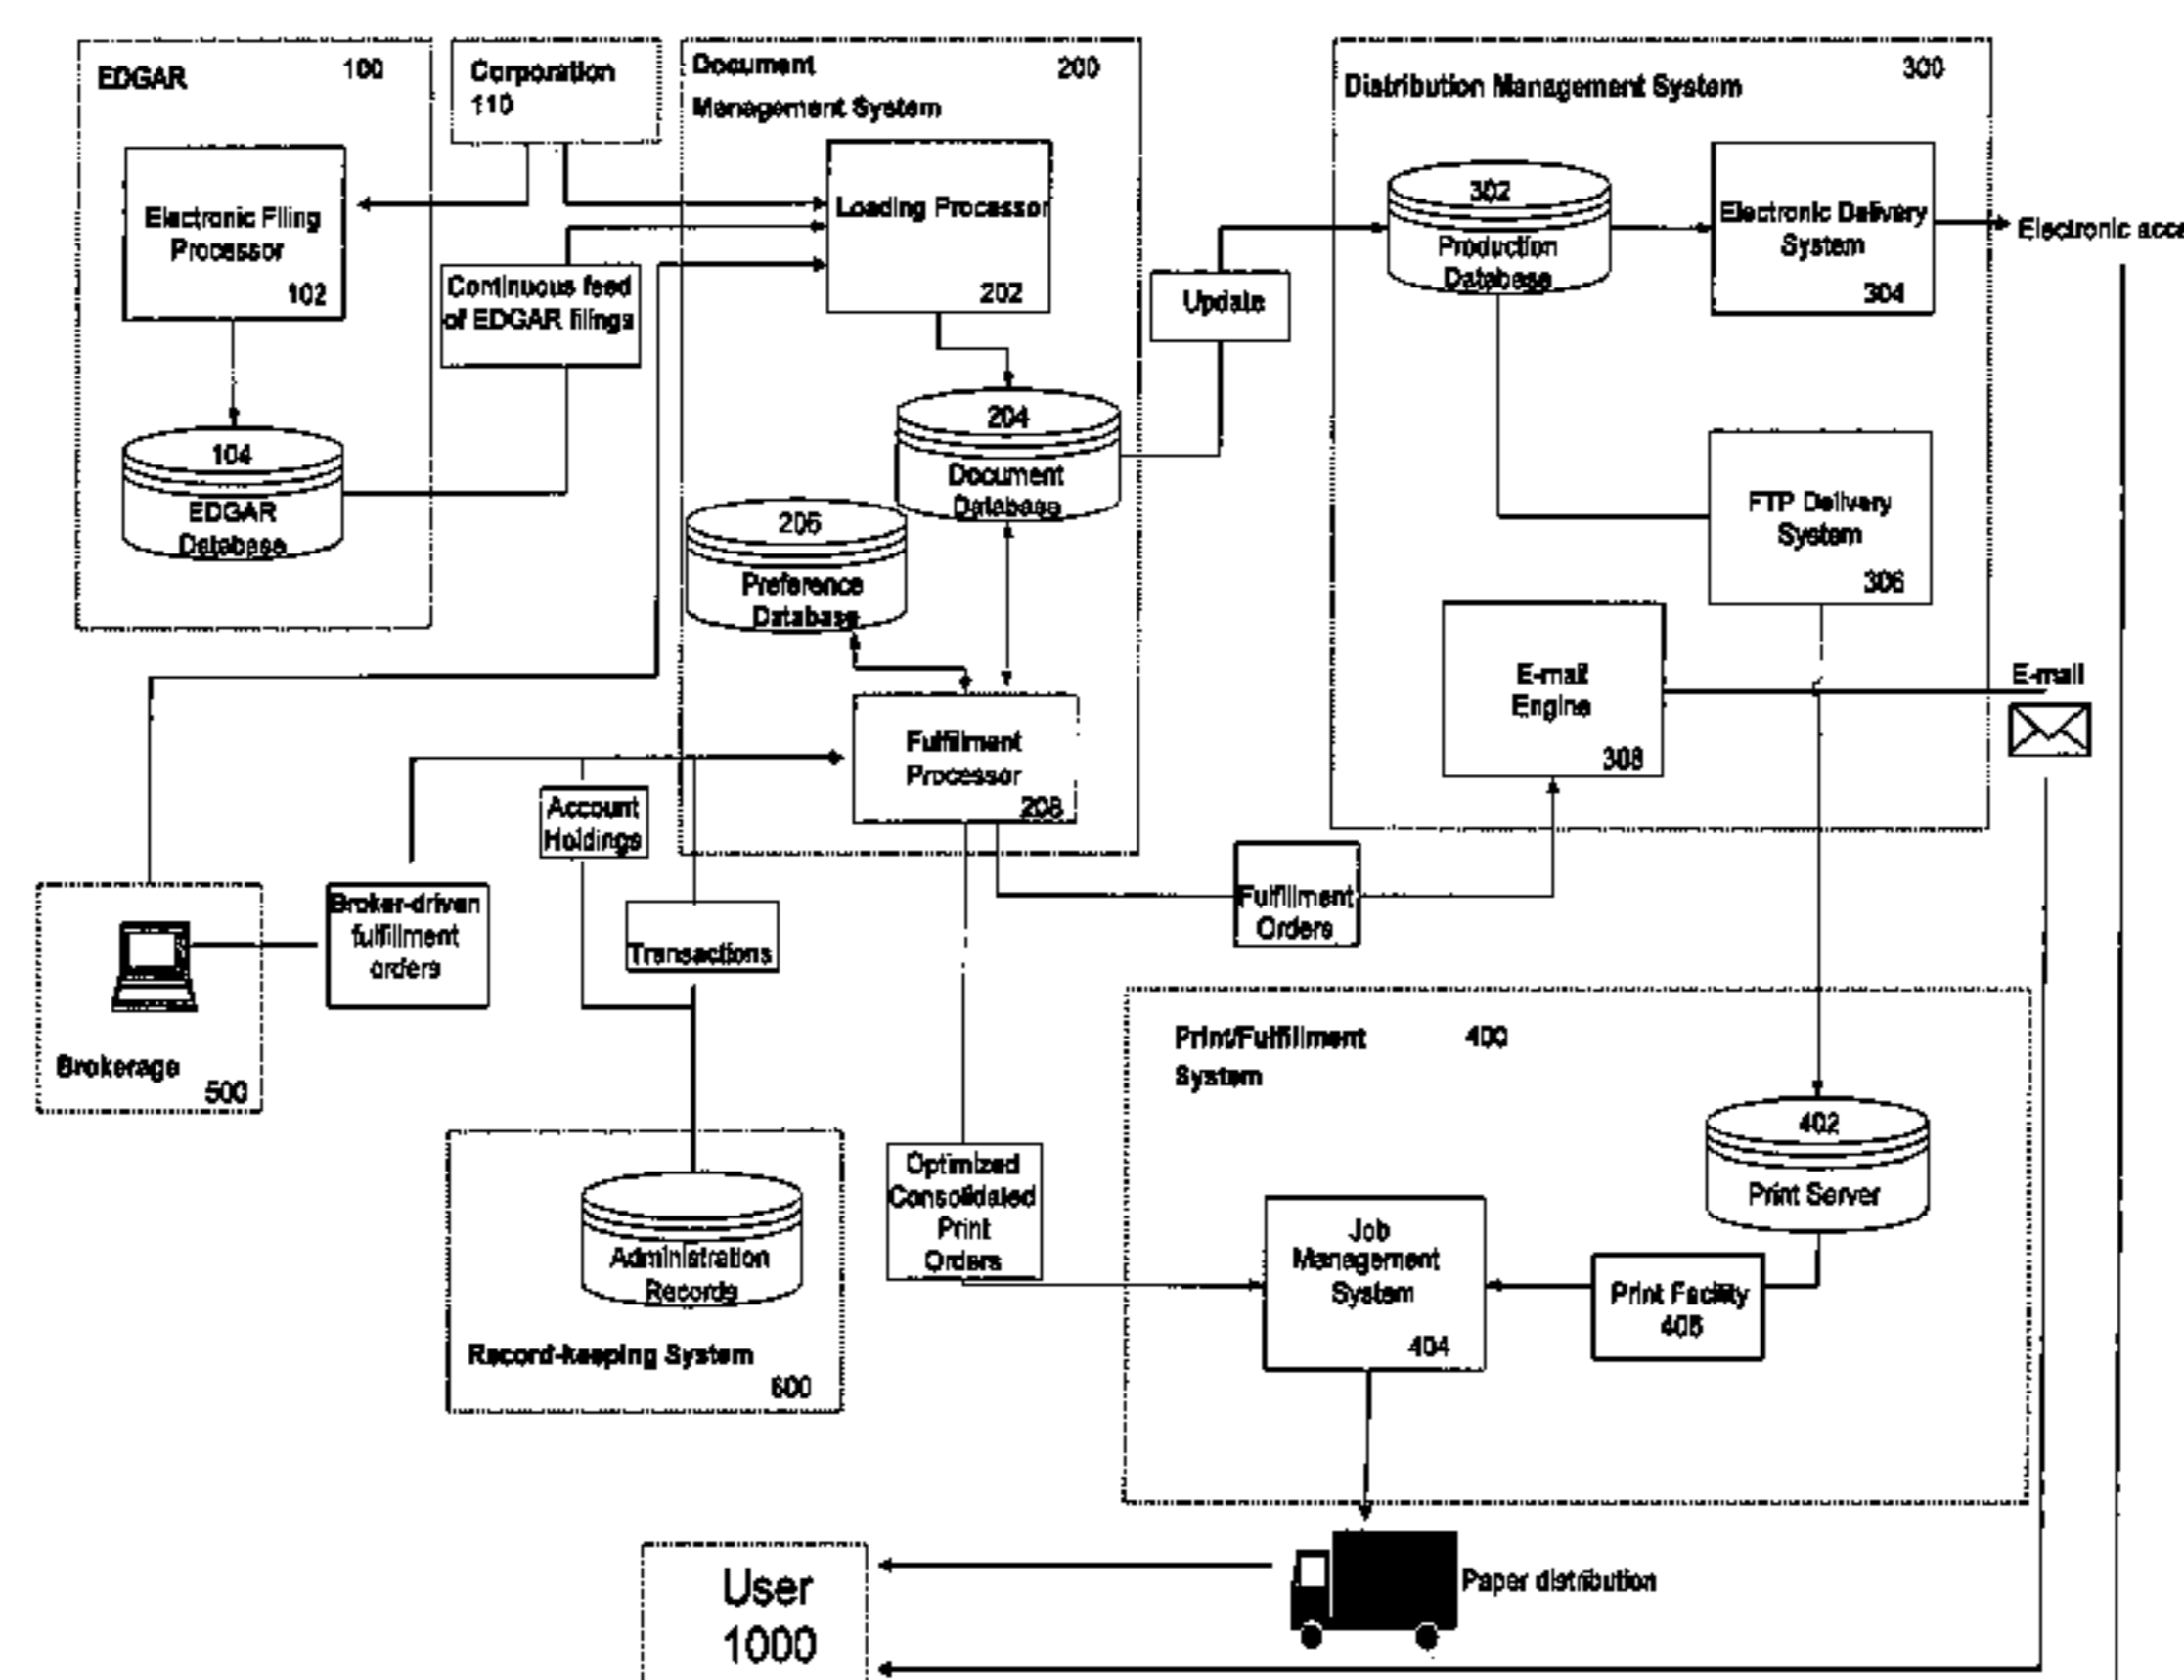 EDGAR
100
Electronic Filing
Processor
102
104
EDGAR
Database
Corporation
110
Continuous feed
of EDGAR filings
Document
200
Management System
Loading Processor
202
204
Document
Database
206
Preference
Database
Fulfillment
Processor
208
Update
Distribution Management System
300
302
Production
Database
Electronic Delivery
System
304
FTP Delivery
System
306
E-mail
Engine
308
Electronic acce
E-mail
Account
Holdings
Transactions
Broker-driven
fulfillment
orders
Brokerage
500
Fulfillment
Orders
Administration
Records
Record-keeping System
600
Optimized
Consolidated
Print
Orders
Print/Fulfillment
400
System
402
Print Server
Job
Management
System
404
Print Facility
406
Paper distribution
User
1000